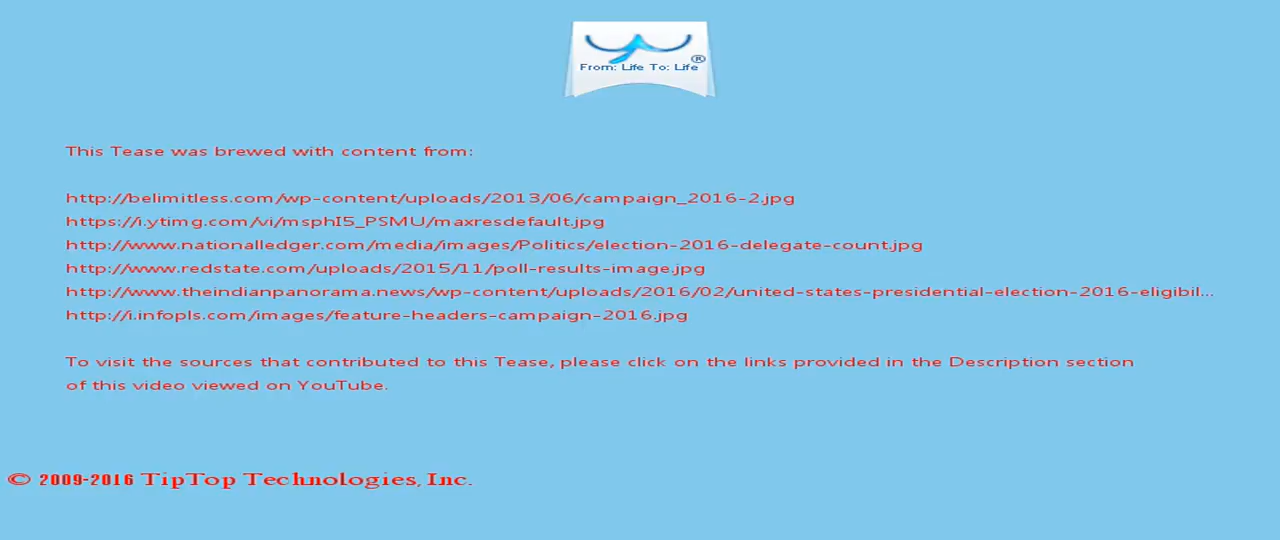 From: Life To: Life ®
This Tease was brewed with content from:
http://belimitless.com/wp-content/uploads/2013/06/campaign_2016-2.jpg
https://i.ytimg.com/vi/msphI5_PSMU/maxresdefault.jpg
http://www.nationalledger.com/media/images/Politics/election-2016-delegate-count.jpg
http://www.redstate.com/uploads/2015/11/poll-results-image.jpg
http://www.theindianpanorama.news/wp-content/uploads/2016/02/united-states-presidential-election-2016-eligibil...
http://i.infopls.com/images/feature-headers-campaign-2016.jpg
To visit the sources that contributed to this Tease, please click on the links provided in the Description section
of this video viewed on YouTube.
© 2009-2016 TipTop Technologies, Inc.